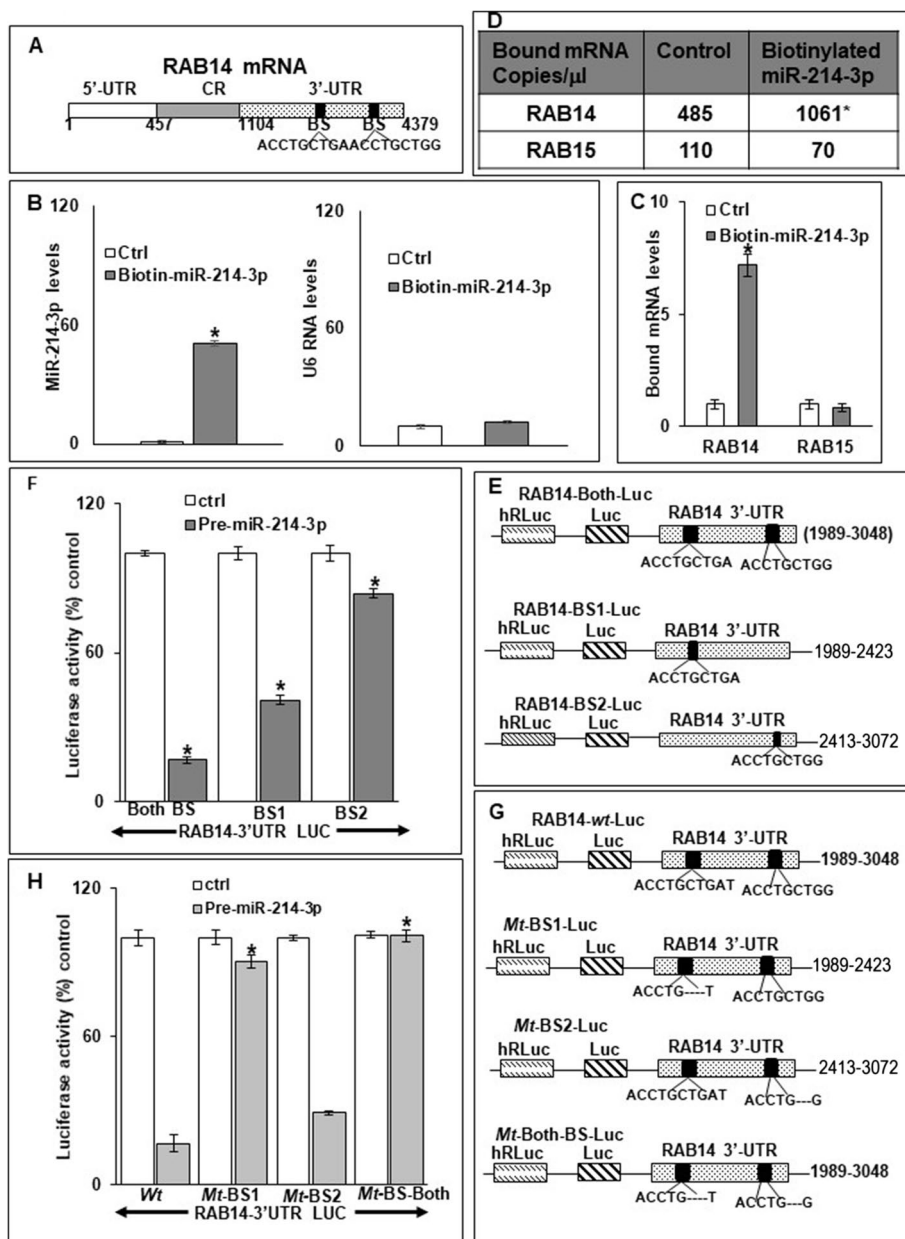 A
RAB14 mRNA
5'-UTR CR 3'-UTR
1 457 1104 BS BS 4379
ACCTGCTGAACCTGCTGG
D
Bound mRNA Copies/µl Control Biotinylated miR-214-3p
RAB14 485 1061*
RAB15 110 70
B
MiR-214-3p levels
120
60
0
Ctrl
Biotin-miR-214-3p
*
U6 RNA levels
120
60
0
Ctrl
Biotin-miR-214-3p
C
Bound mRNA levels
10
5
0
Ctrl
Biotin-miR-214-3p
*
RAB14 RAB15
F
Luciferase activity (%) control
120
60
0
ctrl
Pre-miR-214-3p
* * *
Both BS BS1 BS2
RAB14-3'UTR LUC
E
RAB14-Both-Luc
hRLuc Luc RAB14 3'-UTR
(1989-3048)
ACCTGCTGA ACCTGCTGG
RAB14-BS1-Luc
hRLuc Luc RAB14 3'-UTR
1989-2423
ACCTGCTGA
RAB14-BS2-Luc
hRLuc Luc RAB14 3'-UTR
2413-3072
ACCTGCTGG
H
Luciferase activity (%) control
120
60
0
ctrl
Pre-miR-214-3p
* *
Wt Mt-BS1 Mt-BS2 Mt-BS-Both
RAB14-3'UTR LUC
G
RAB14-wt-Luc
hRLuc Luc RAB14 3'-UTR
1989-3048
ACCTGCTGAT ACCTGCTGG
Mt-BS1-Luc
hRLuc Luc RAB14 3'-UTR
1989-2423
ACCTG----T ACCTGCTGG
Mt-BS2-Luc
hRLuc Luc RAB14 3'-UTR
2413-3072
ACCTGCTGAT ACCTG---G
Mt-Both-BS-Luc
hRLuc Luc RAB14 3'-UTR
1989-3048
ACCTG----T ACCTG---G